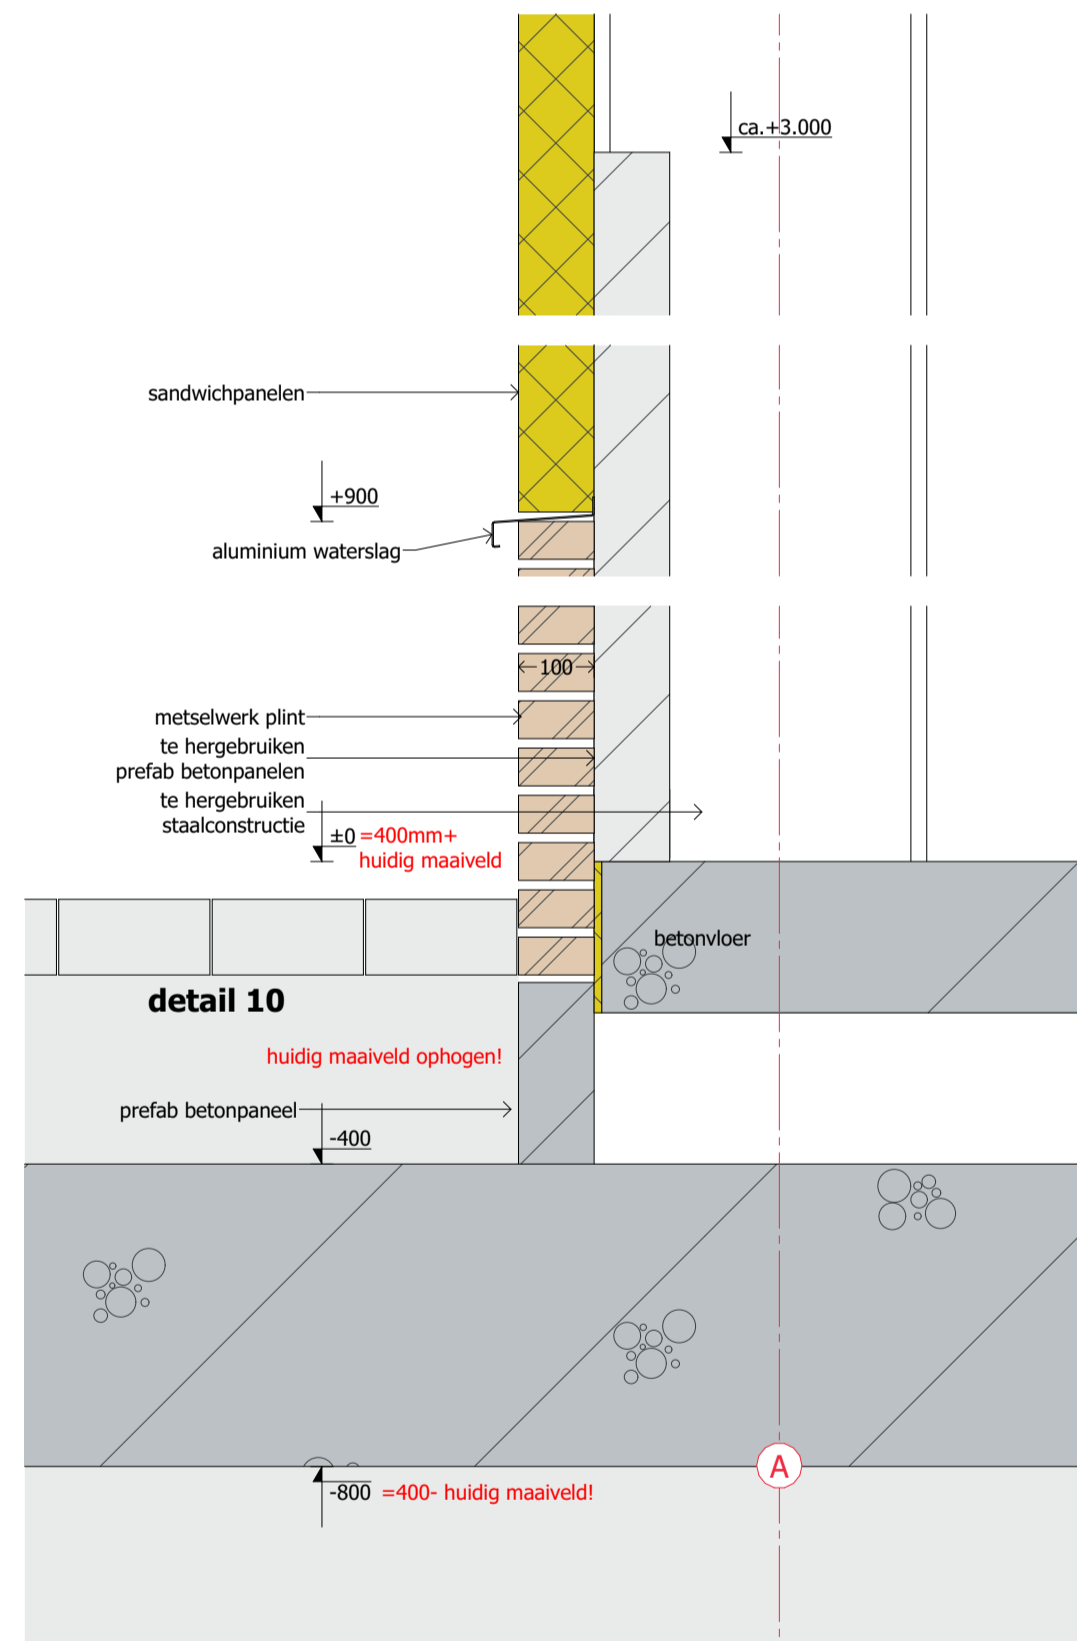 ca.+3.000
sandwichpanelen
+900
aluminium waterslag
100
metselwerk plint
te hergebruiken
prefab betonpanelen
te hergebruiken
staalconstructie
±0 =400mm+
huidig maaiveld
betonvloer
detail 10
huidig maaiveld ophogen!
prefab betonpaneel
-400
A
-800 =400- huidig maaiveld!